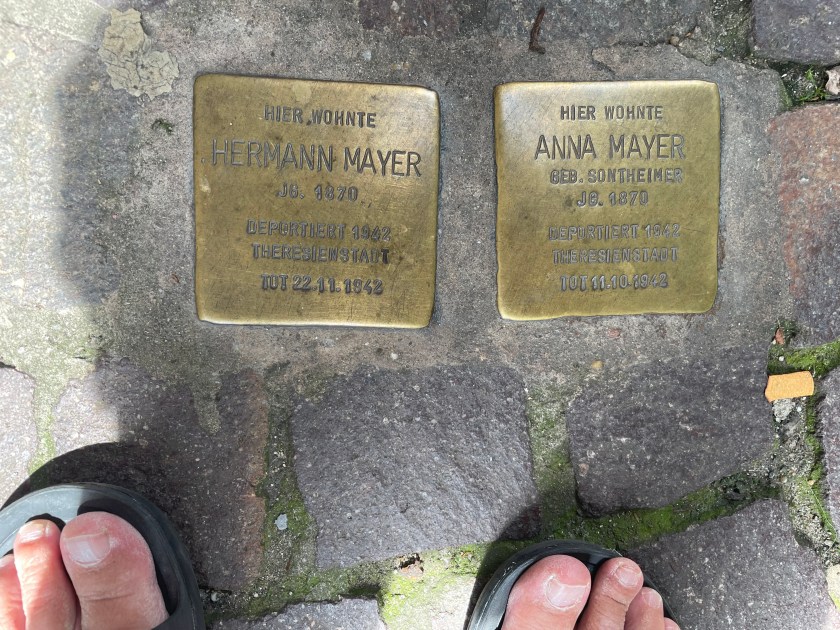 HIER WOHNTE
HERMANN MAYER
JG. 1870
DEPORTIERT 1942
THERESIENSTADT
TOT 22.11.1942
HIER WOHNTE
ANNA MAYER
GEB. SONTHEIMER
JG. 1870
DEPORTIERT 1942
THERESIENSTADT
TOT 11.10.1942